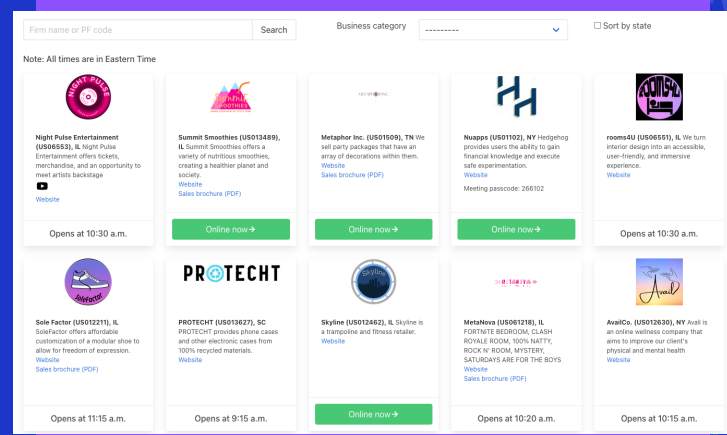 Firm name or PF code
Search
Business category
---------
Sort by state
Note: All times are in Eastern Time
NIGHT PULSE
Night Pulse Entertainment
(US06553), IL Night Pulse
Entertainment offers tickets,
merchandise, and an opportunity to
meet artists backstage
Website
Opens at 10:30 a.m.
SUMMIT
SMOOTHIES
Summit Smoothies (US013489),
IL Summit Smoothies offers a
variety of nutritious smoothies,
creating a healthier planet and
society.
Website
Sales brochure (PDF)
Online now→
Metaphor Inc. (US01509), TN We
sell party packages that have an
array of decorations within them.
Website
Sales brochure (PDF)
Online now→
Nuapps (US01102), NY Hedgehog
provides users the ability to gain
financial knowledge and execute
safe experimentation.
Website
Meeting passcode: 266102
Online now→
ROOMS4U
rooms4U (US06551), IL We turn
interior design into an accessible,
user-friendly, and immersive
experience.
Website
Opens at 10:30 a.m.
SoleFactor
Sole Factor (US012211), IL
SoleFactor offers affordable
customization of a modular shoe to
allow for freedom of expression.
Website
Sales brochure (PDF)
Opens at 11:15 a.m.
PROTECHT
PROTECHT (US013627), SC
PROTECHT provides phone cases
and other electronic cases from
100% recycled materials.
Website
Opens at 9:15 a.m.
Skyline
Skyline (US012462), IL Skyline is
a trampoline and fitness retailer.
Website
Online now→
MetaNova (US061218), IL
FORTNITE BEDROOM, CLASH
ROYALE ROOM, 100% NATTY,
ROCK N' ROOM, MYSTERY,
SATURDAYS ARE FOR THE BOYS
Website
Sales brochure (PDF)
Opens at 10:20 a.m.
Avail
AvailCo. (US012630), NY Avail is
an online wellness company that
aims to improve our client's
physical and mental health
Website
Opens at 10:15 a.m.